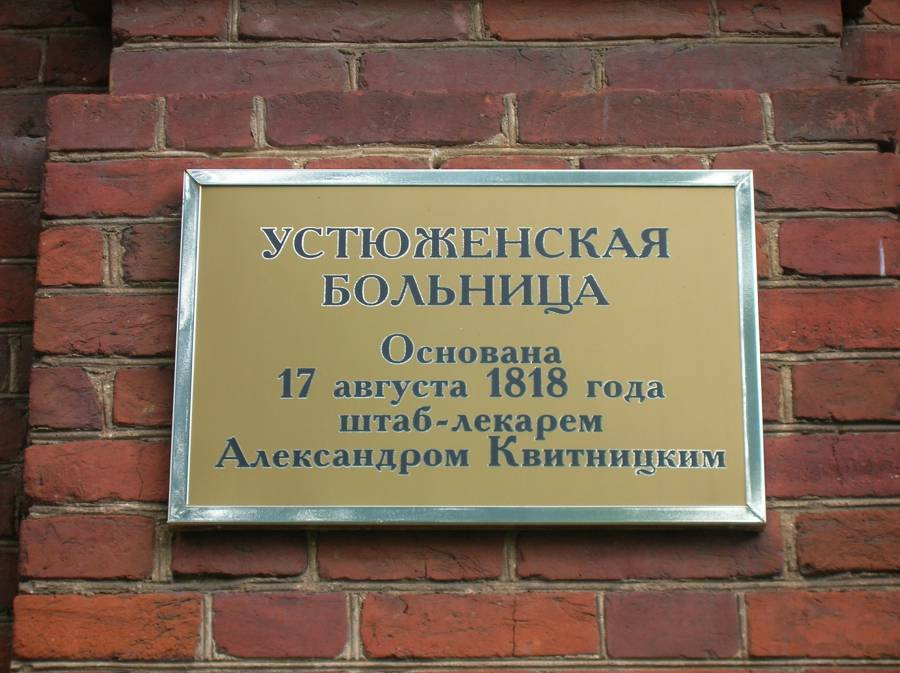 УСТЮЖЕНСКАЯ
БОЛЬНИЦА
Основана
17 августа 1818 года
штаб-лекарем
Александром Квитницким